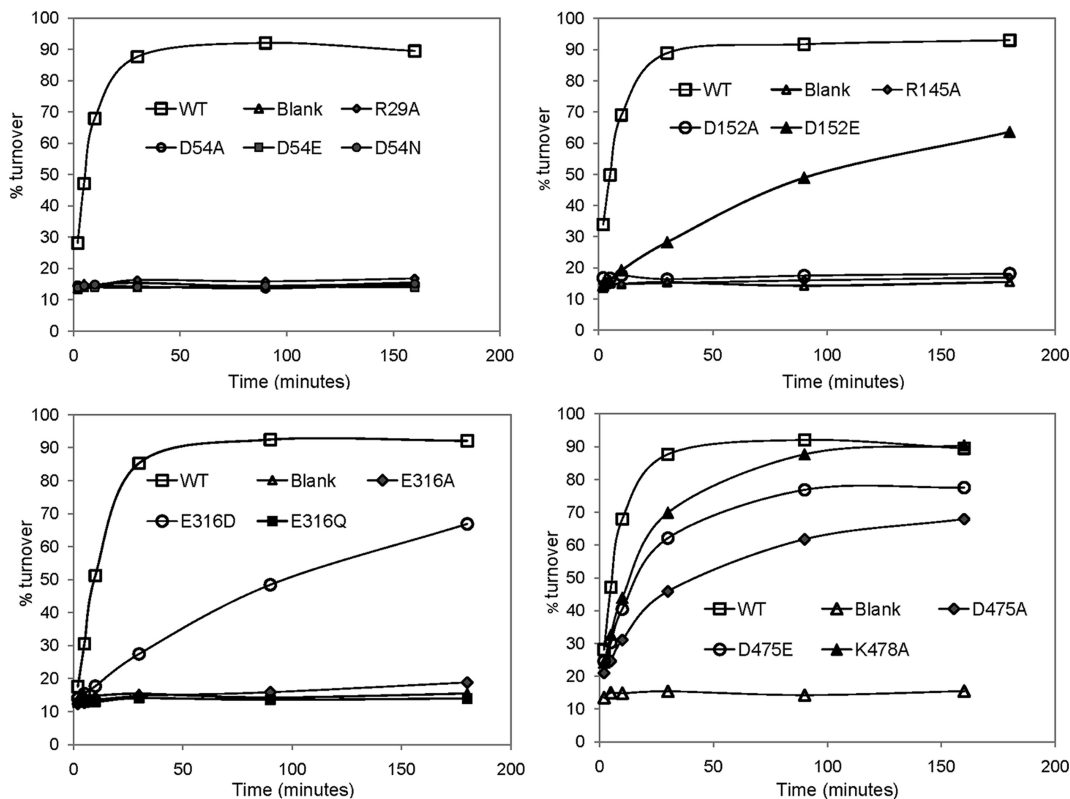 100
90
80
70
60
50
40
30
20
10
0
% turnover
WT Blank R29A
D54A D54E D54N
0 50 100 150 200
Time (minutes)
100
90
80
70
60
50
40
30
20
10
0
% turnover
WT Blank R145A
D152A D152E
0 50 100 150 200
Time (minutes)
100
90
80
70
60
50
40
30
20
10
0
% turnover
WT Blank E316A
E316D E316Q
0 50 100 150 200
Time (minutes)
100
90
80
70
60
50
40
30
20
10
0
% turnover
WT Blank D475A
D475E K478A
0 50 100 150 200
Time (minutes)